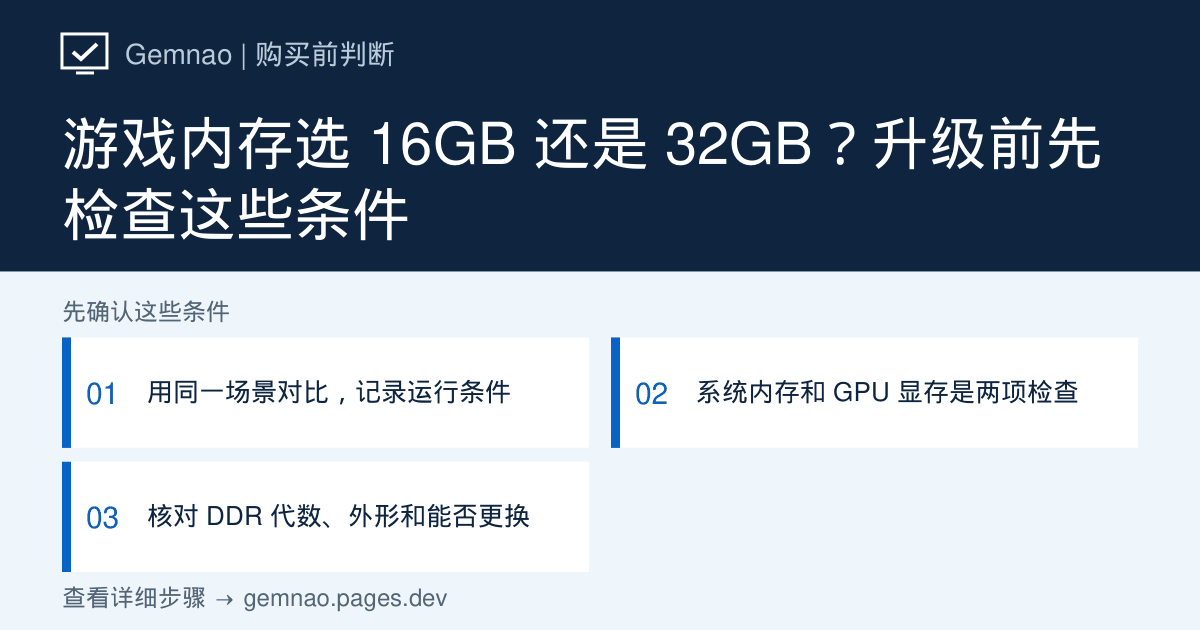 Gemnao | 购买前判断
游戏内存选 16GB 还是 32GB？升级前先
检查这些条件
先确认这些条件
01 用同一场景对比，记录运行条件
02 系统内存和 GPU 显存是两项检查
03 核对 DDR 代数、外形和能否更换
查看详细步骤 → gemnao.pages.dev